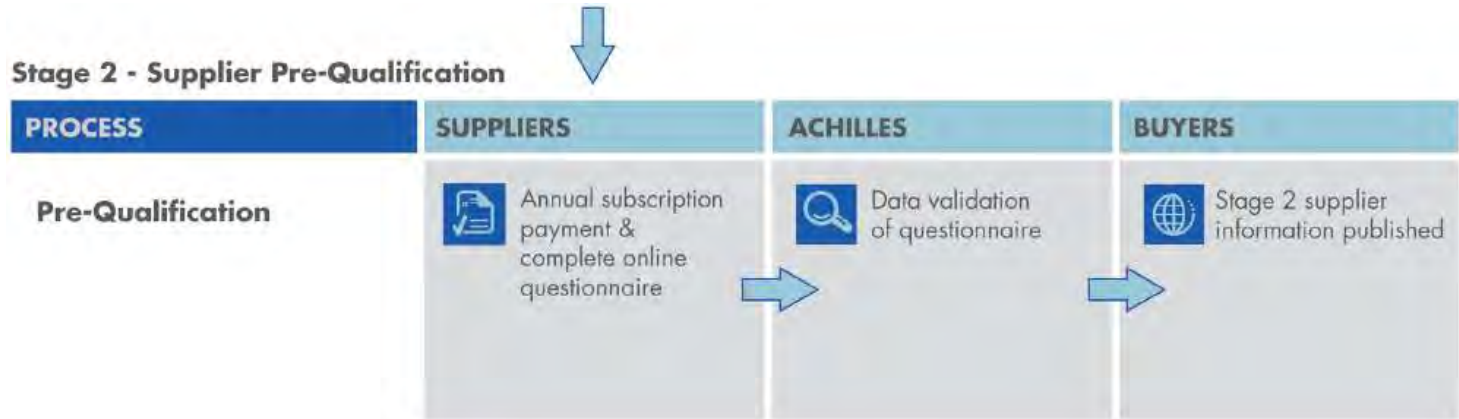 Stage 2 - Supplier Pre-Qualification
PROCESS
SUPPLIERS
ACHILLES
BUYERS
Pre-Qualification
Annual subscription
payment &
complete online
questionnaire
Data validation
of questionnaire
Stage 2 supplier
information published